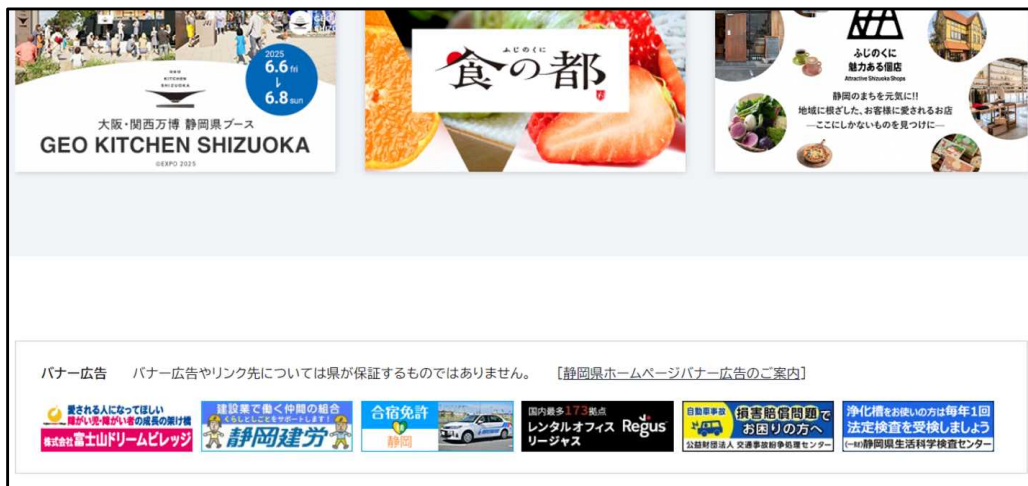 2025
6.6 fri
6.8 sun
GEO
KITCHEN
SHIZUOKA
大阪・関西万博 静岡県ブース
GEO KITCHEN SHIZUOKA
©EXPO 2025
ふじのくに
食の都
ふじのくに
魅力ある個店
Attractive Shizuoka Shops
静岡のまちを元気に!!
地域に根ざした、お客様に愛されるお店
―ここにしかないものを見つけに―
バナー広告 バナー広告やリンク先については県が保証するものではありません。 [静岡県ホームページバナー広告のご案内]
愛される人になってほしい
障がい児・障がい者の成長の架け橋
株式会社富士山ドリームビレッジ
建設業で働く仲間の組合
くらしとしごとをサポートします!
静岡建労
合宿免許
静岡
国内最多173拠点
レンタルオフィス Regus
リージャス
自動車事故 損害賠償問題で
お困りの方へ
公益財団法人 交通事故紛争処理センター
浄化槽をお使いの方は毎年1回
法定検査を受検しましょう
(一財)静岡県生活科学検査センター